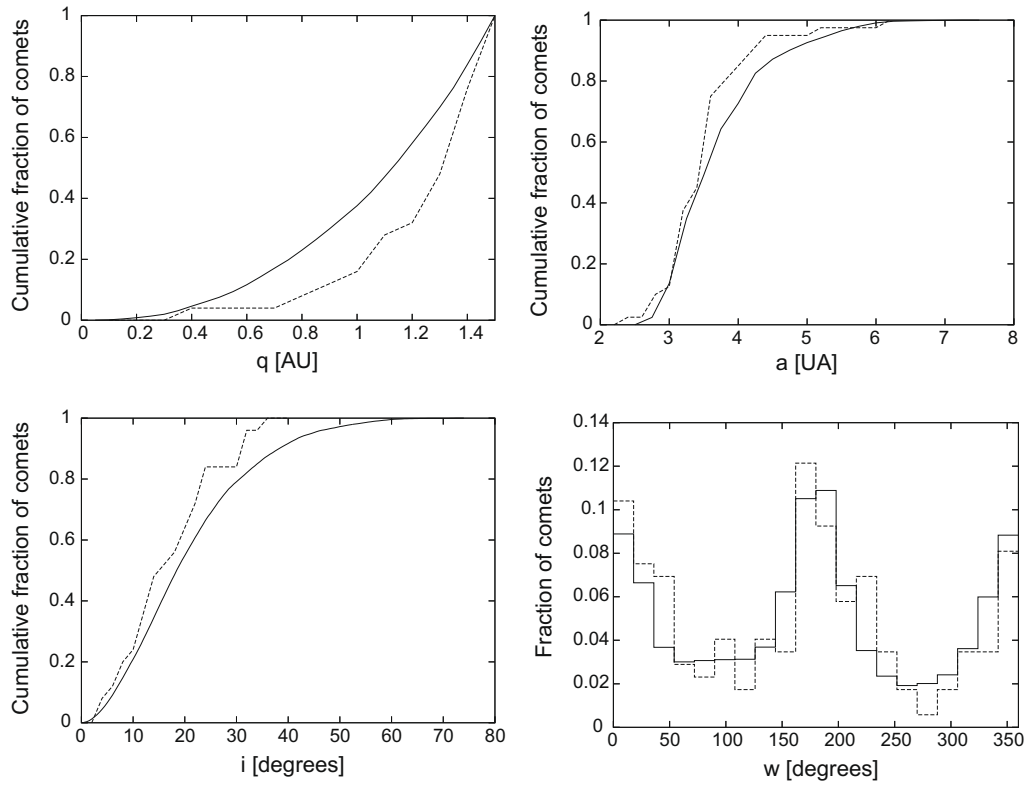 1
0.8
0.6
0.4
0.2
0
Cumulative fraction of comets
0 0.2 0.4 0.6 0.8 1 1.2 1.4
q [AU]
1
0.8
0.6
0.4
0.2
0
Cumulative fraction of comets
2 3 4 5 6 7 8
a [UA]
1
0.8
0.6
0.4
0.2
0
Cumulative fraction of comets
0 10 20 30 40 50 60 70 80
i [degrees]
0.14
0.12
0.1
0.08
0.06
0.04
0.02
0
Fraction of comets
0 50 100 150 200 250 300 350
w [degrees]